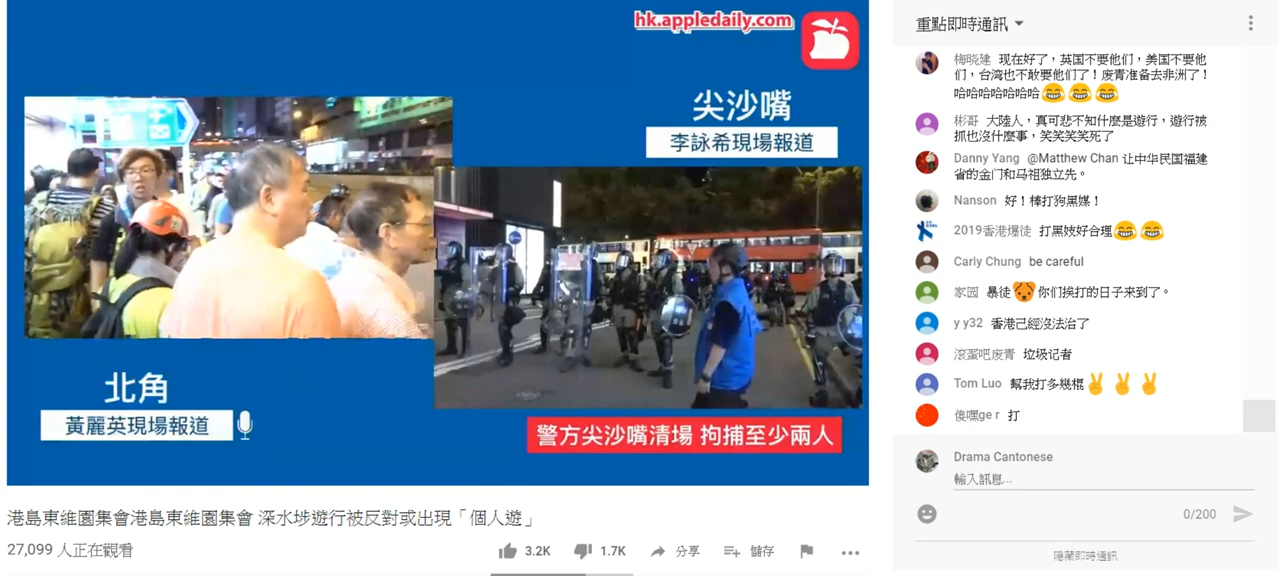 hk.appledaily.com
尖沙嘴
李詠希現場報道
北角
黃麗英現場報道
警方尖沙嘴清場 拘捕至少兩人
港島東維園集會港島東維園集會 深水埗遊行被反對或出現「個人遊」
27,099 人正在觀看
3.2K
1.7K
分享
儲存
重點即時通訊
梅晓建 现在好了，英国不要他们，美国不要他
们，台湾也不敢要他们了！废青准备去非洲了！
哈哈哈哈哈哈哈😂😂😂
彬哥 大陸人，真可悲不知什麼是遊行，遊行被
抓也沒什麼事，笑笑笑笑死了
Danny Yang @Matthew Chan 让中华民国福建
省的金门和马祖独立先。
Nanson 好！棒打狗黑媒！
2019香港爆徒 打黑妓好合理😂😂
Carly Chung be careful
家园 暴徒🐶你们挨打的日子来到了。
y y32 香港己經沒法治了
滚蛋吧废青 垃圾记者
Tom Luo 幫我打多幾棍✌✌✌
俊嘿ge r 打
Drama Cantonese
輸入訊息...
0/200
隱藏即時通訊